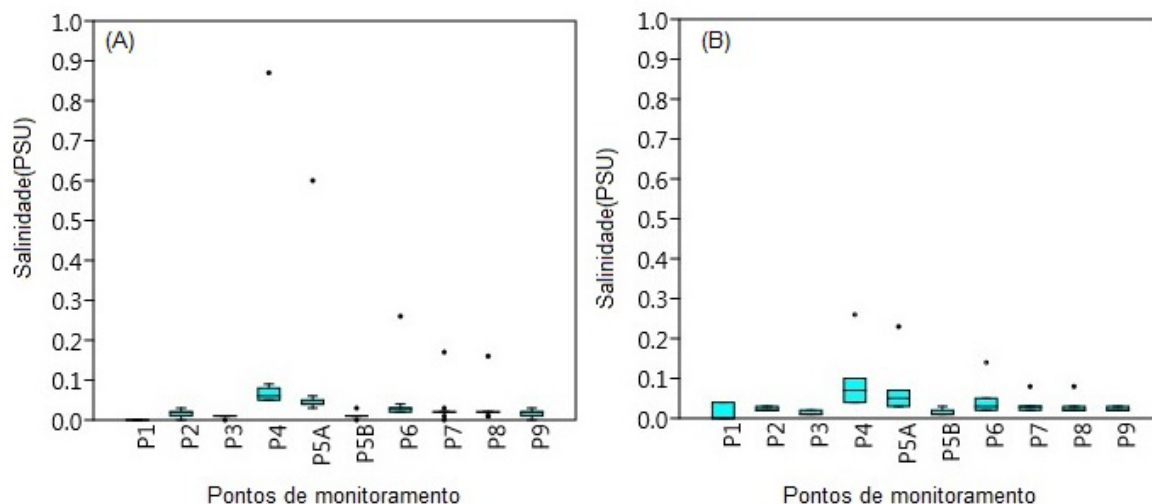 (A)
Salinidade(PSU)
1.0
0.9
0.8
0.7
0.6
0.5
0.4
0.3
0.2
0.1
0.0
P1
P2
P3
P4
P5A
P5B
P6
P7
P8
P9
Pontos de monitoramento
(B)
Salinidade(PSU)
1.0
0.9
0.8
0.7
0.6
0.5
0.4
0.3
0.2
0.1
0.0
P1
P2
P3
P4
P5A
P5B
P6
P7
P8
P9
Pontos de monitoramento